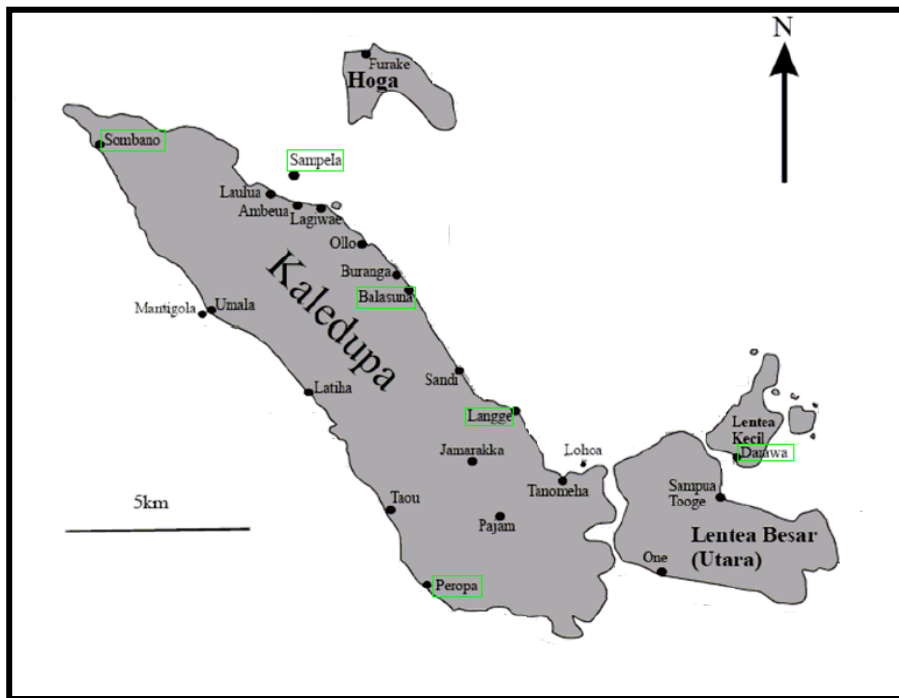 N
Furake
Hoga
Sombano
Sampela
Laulua
Ambeua
Lagiwae
Ollo
Kaledupa
Buranga
Balasuna
Mantigola
Umala
Sandi
Latiha
Langge
Lentea
Kecil
Darawa
Jamarakka
Lohoa
Tanomeha
Sampua
Tooge
5km
Taou
Pajam
Lentea Besar
(Utara)
One
Peropa